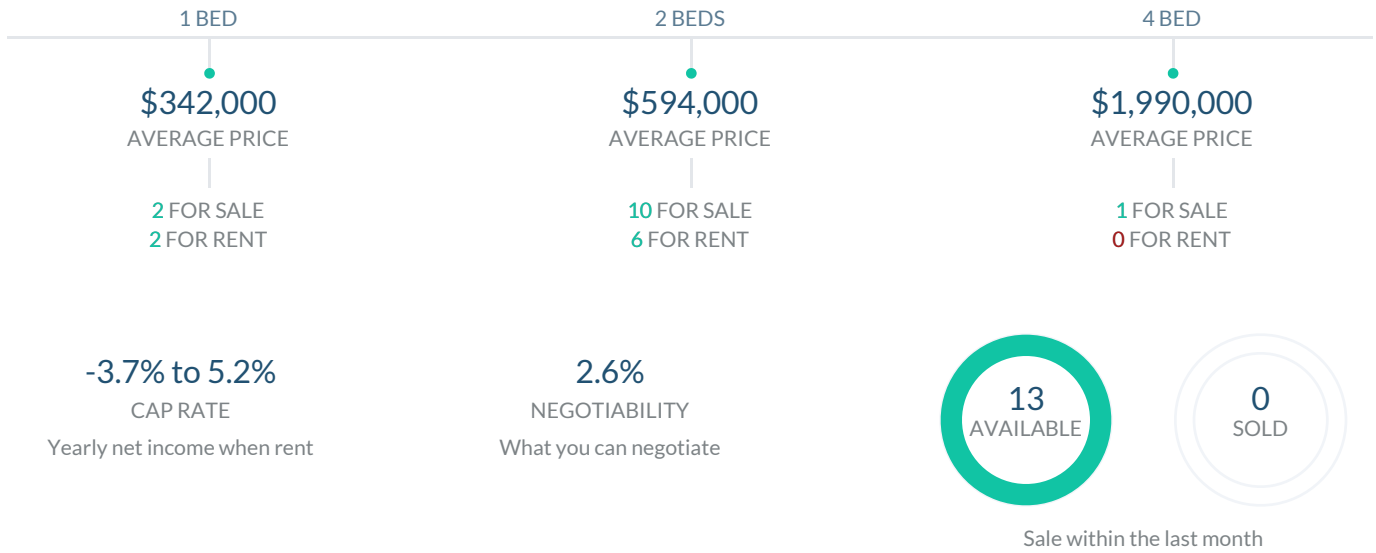 1 BED
$342,000
AVERAGE PRICE
2 FOR SALE
2 FOR RENT
2 BEDS
$594,000
AVERAGE PRICE
10 FOR SALE
6 FOR RENT
4 BED
$1,990,000
AVERAGE PRICE
1 FOR SALE
0 FOR RENT
-3.7% to 5.2%
CAP RATE
Yearly net income when rent
2.6%
NEGOTIABILITY
What you can negotiate
13
AVAILABLE
0
SOLD
Sale within the last month